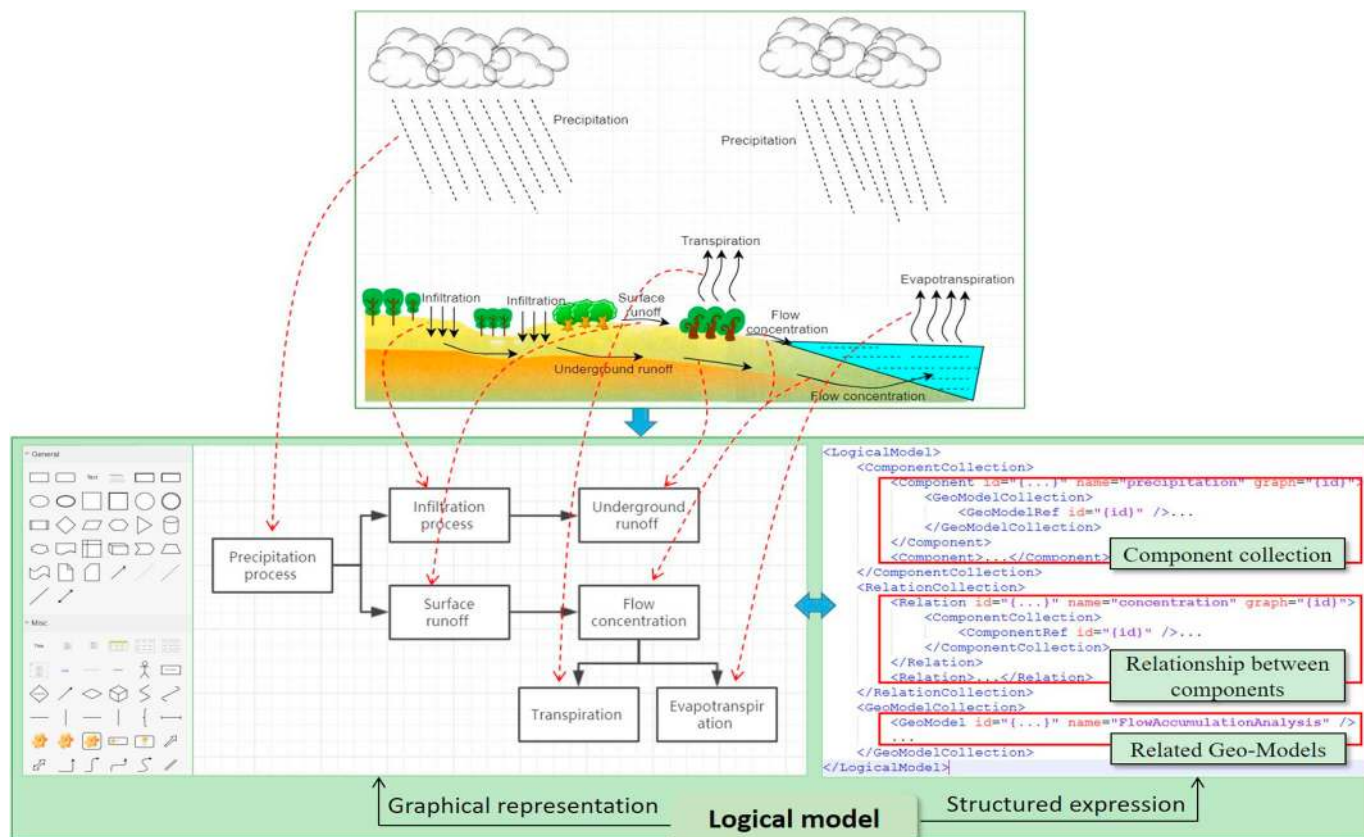 Precipitation
Precipitation
Transpiration
Evapotranspiration
Infiltration
Infiltration
Surface
runoff
Flow
concentration
Underground runoff
Flow concentration
General
Text
Misc
Title
Precipitation
process
Infiltration
process
Underground
runoff
Surface
runoff
Flow
concentration
Transpiration
Evapotranspir
ation
<LogicalModel>
<ComponentCollection>
<Component id="{...}" name="precipitation" graph="{id}">
<GeoModelCollection>
<GeoModelRef id="{id}" />...
</GeoModelCollection>
</Component>
<Component>...</Component>
Component collection
</ComponentCollection>
<RelationCollection>
<Relation id="{...}" name="concentration" graph="{id}">
<ComponentCollection>
<ComponentRef id="{id}" />...
</ComponentCollection>
</Relation>
<Relation>...</Relation>
Relationship between
components
</RelationCollection>
<GeoModelCollection>
<GeoModel id="{...}" name="FlowAccumulationAnalysis" />
...
Related Geo-Models
</GeoModelCollection>
</LogicalModel>
Graphical representation
Logical model
Structured expression